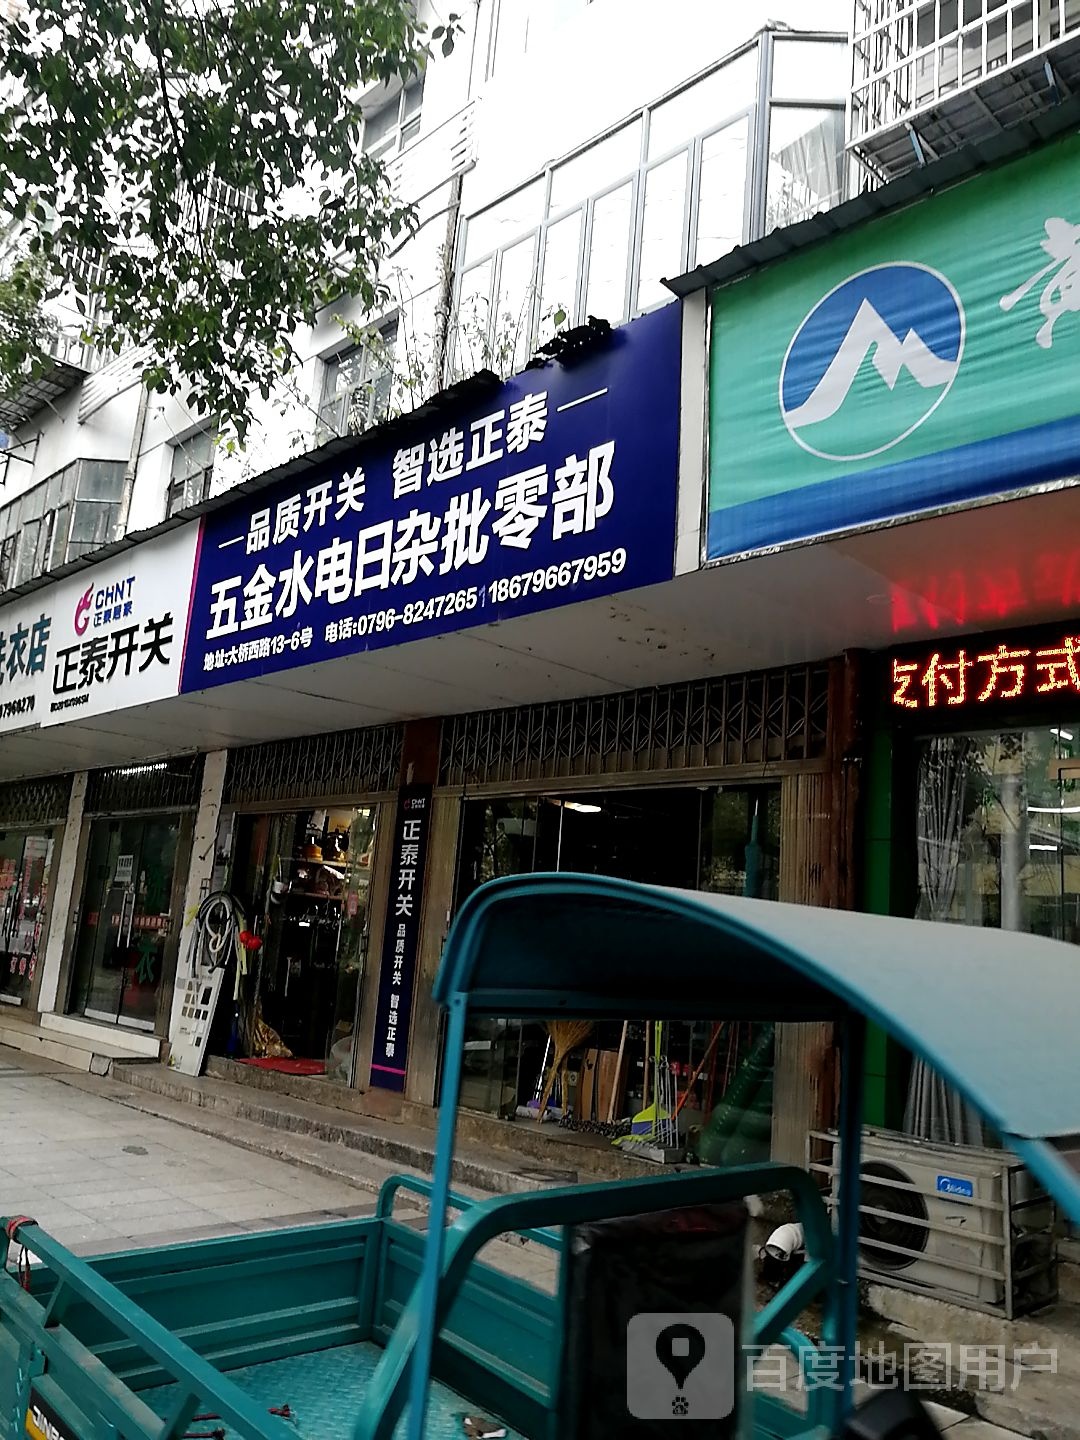 品质开关 智选正泰
五金水电日杂批零部
地址:大桥西路13-6号 电话:0796-8247265 18679667959
CHNT
正泰居家
正泰开关
衣店
支付方式
CHNT
正泰开关 品质开关 智选正泰
衣
Midea
百度地图用户